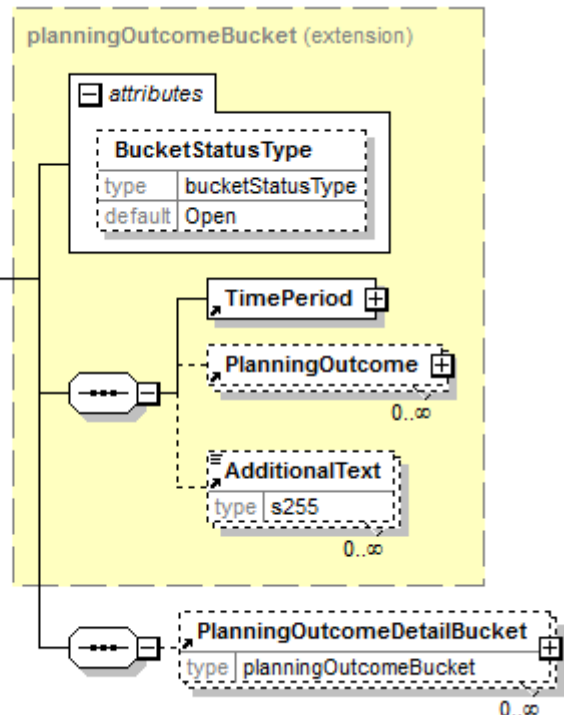 planningOutcomeBucket (extension)
attributes
BucketStatusType
type bucketStatusType
default Open
TimePeriod
PlanningOutcome
0..∞
AdditionalText
type s255
0..∞
PlanningOutcomeDetailBucket
type planningOutcomeBucket
0..∞